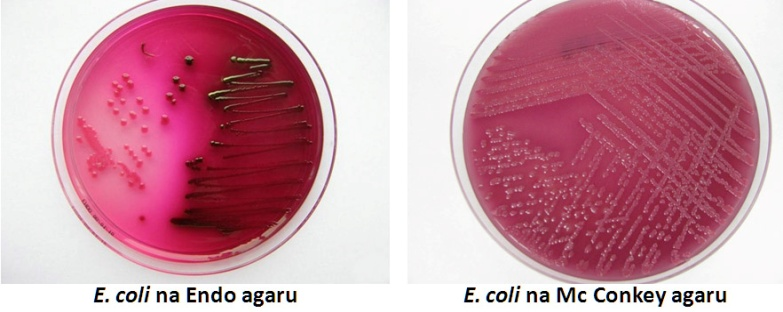 E. coli na Endo agaru
E. coli na Mc Conkey agaru